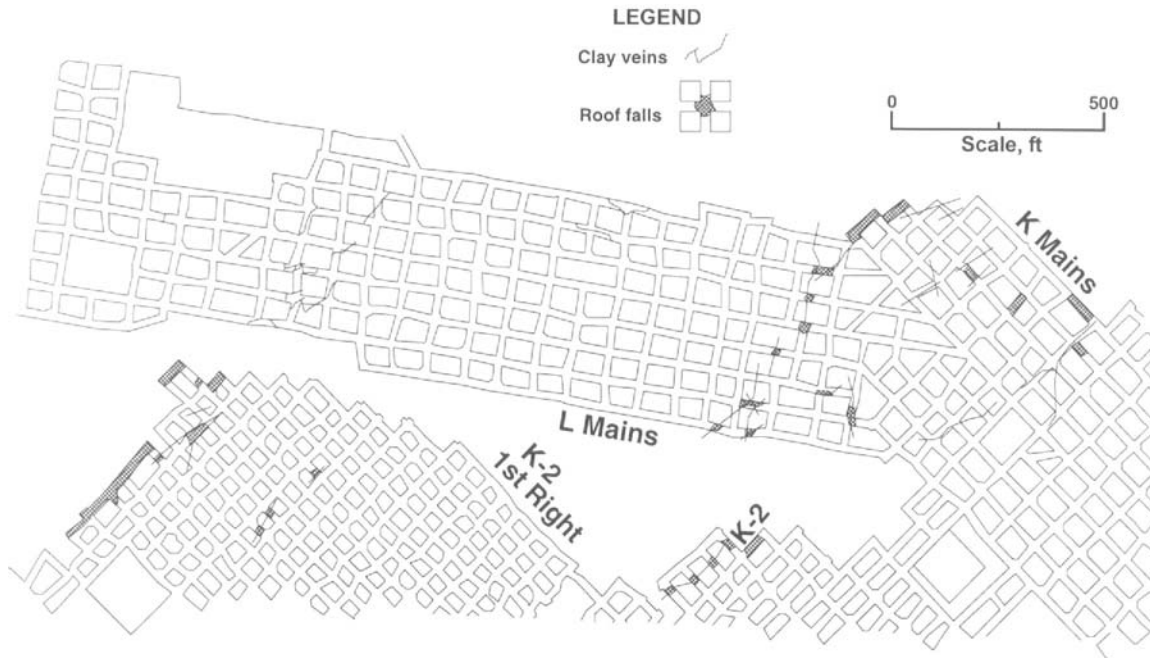 LEGEND
Clay veins
Roof falls
0 500
Scale, ft
K Mains
L Mains
K-2
1st Right
K-2